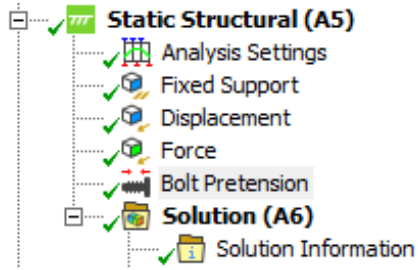 Static Structural (A5)
Analysis Settings
Fixed Support
Displacement
Force
Bolt Pretension
Solution (A6)
Solution Information